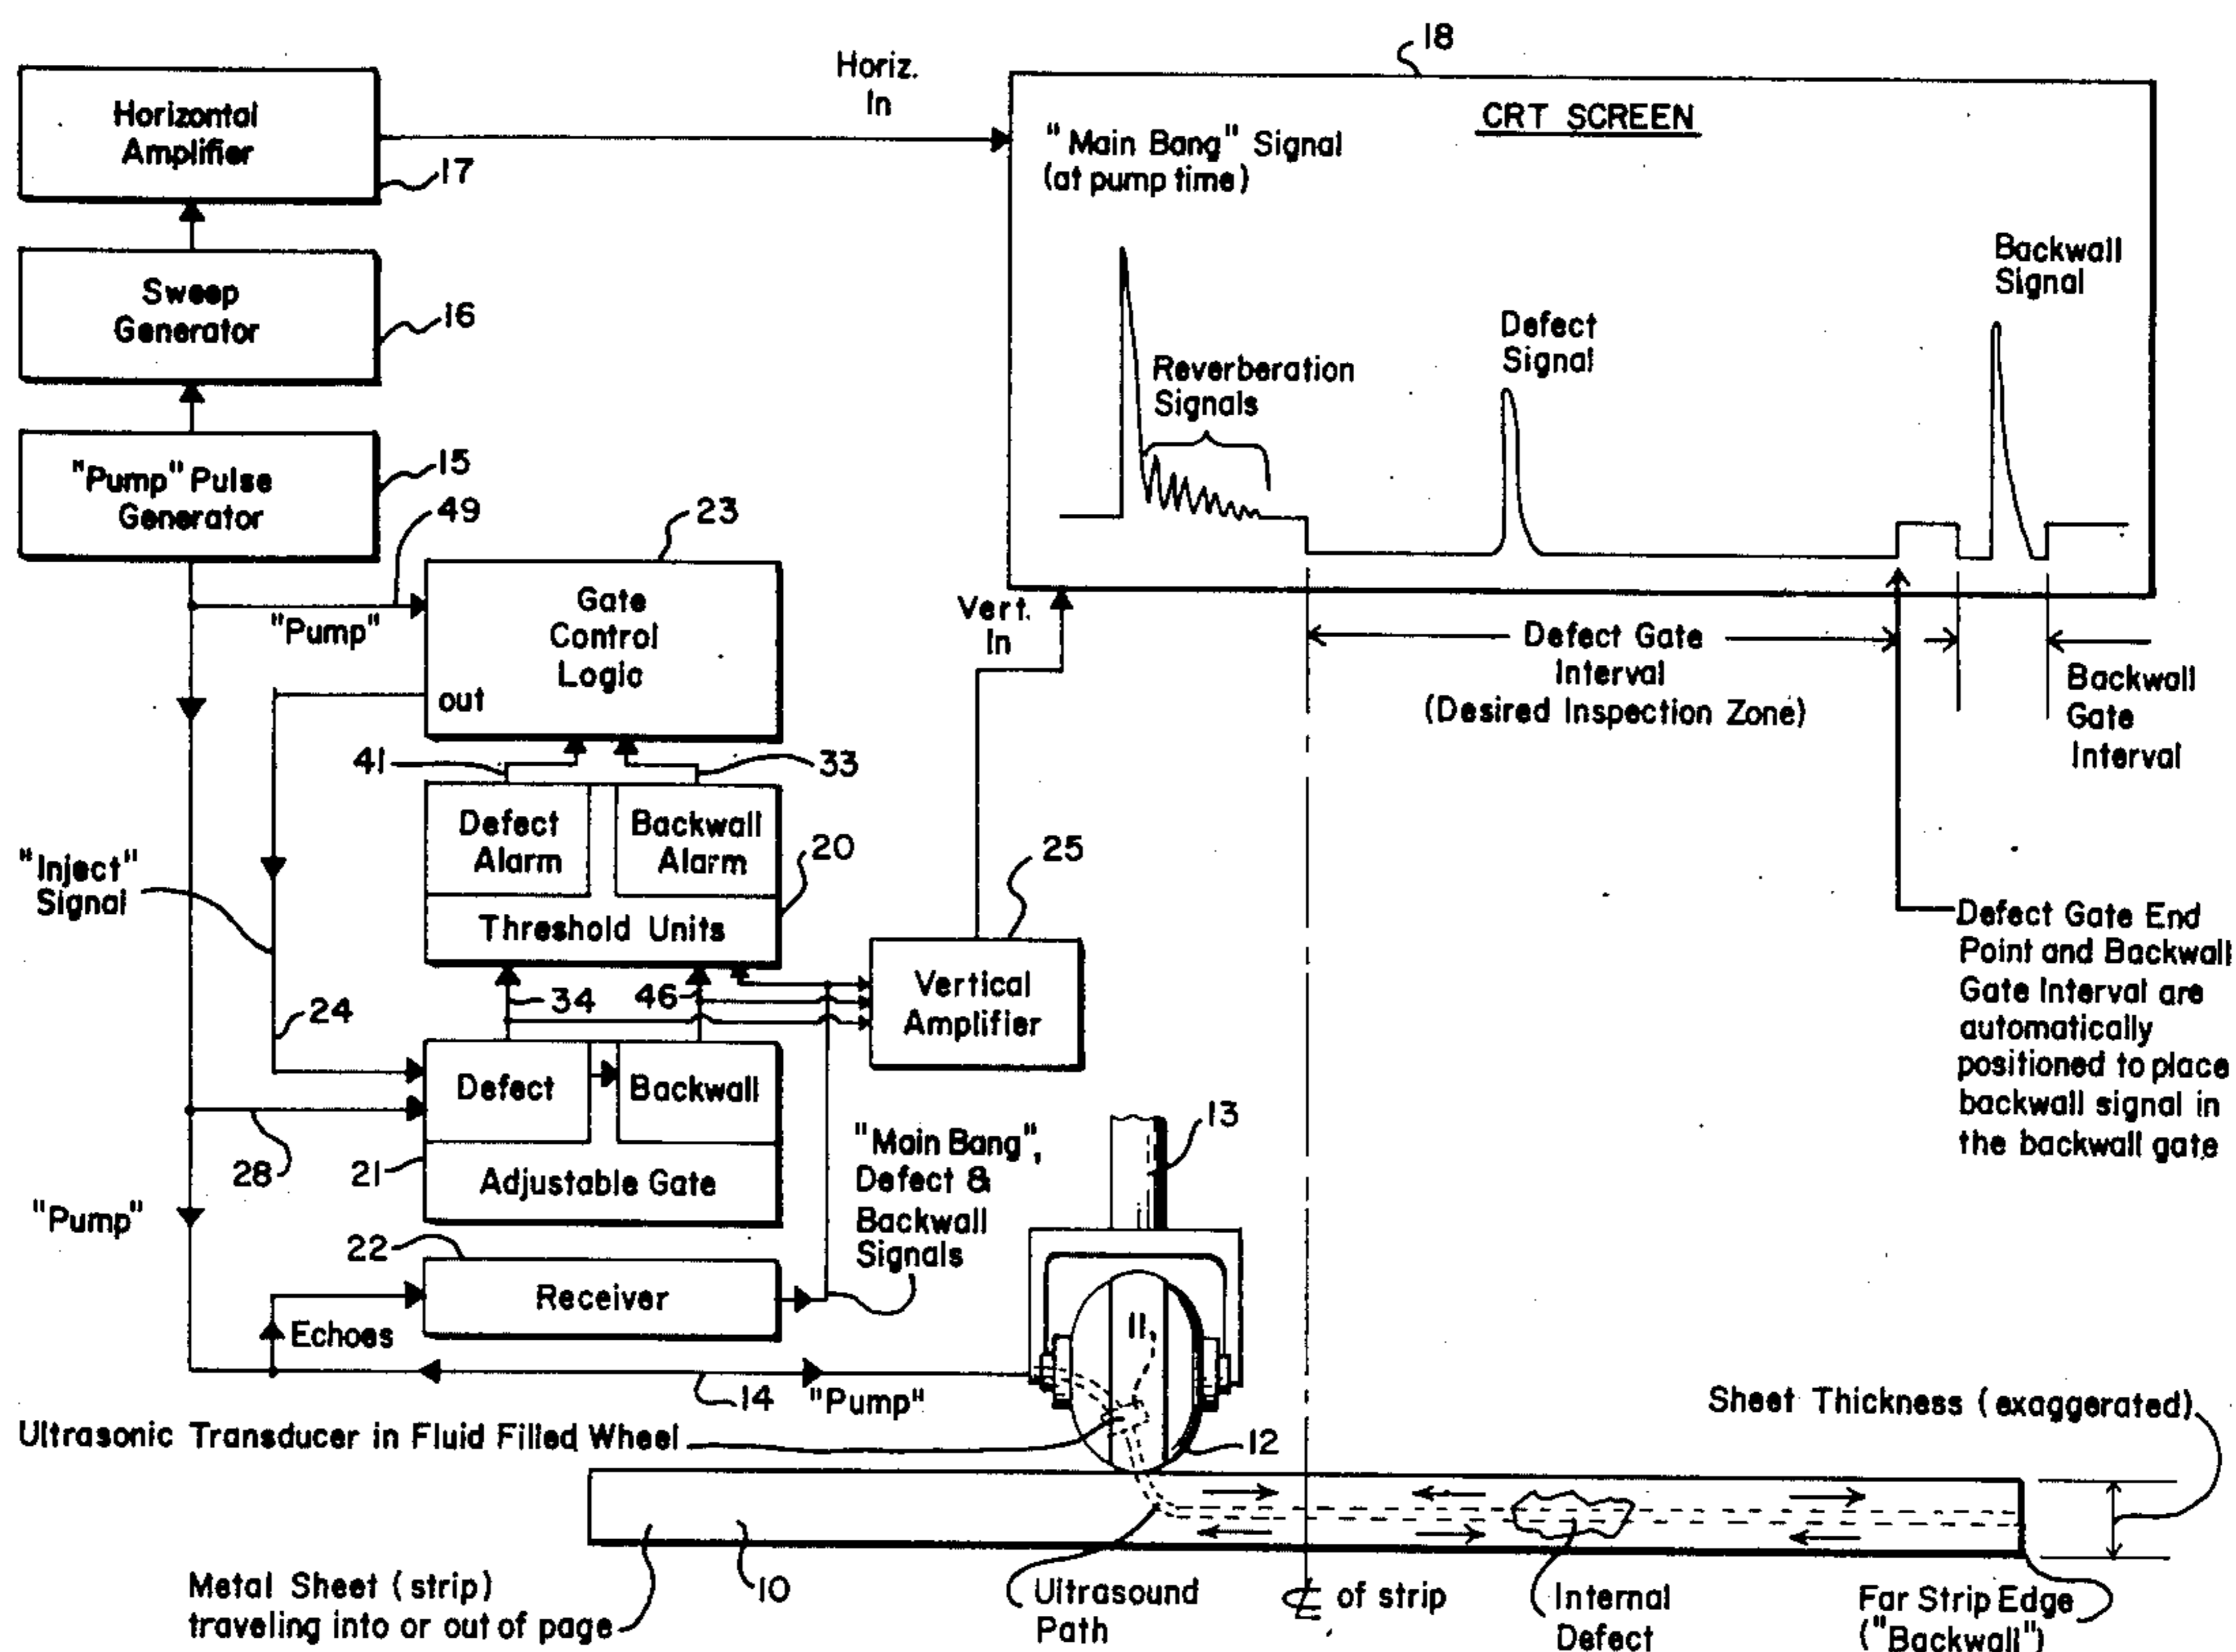 18
Horiz.
In
CRT SCREEN
"Main Bang" Signal
(at pump time)
Horizontal
Amplifier
17
Backwall
Signal
Sweep
Generator
16
Defect
Signal
Reverberation
Signals
"Pump" Pulse
Generator
15
49
23
"Pump"
Gate
Control
Logic
out
Vert.
In
Defect Gate
Interval
(Desired Inspection Zone)
Backwall
Gate
Interval
41
33
Defect
Alarm
Backwall
Alarm
20
Threshold Units
25
"Inject"
Signal
34
46
Vertical
Amplifier
24
Defect Gate End
Point and Backwall
Gate Interval are
automatically
positioned to place
backwall signal in
the backwall gate
Defect
Backwall
28
21
Adjustable Gate
"Main Bang",
Defect &
Backwall
Signals
13
"Pump"
22
Receiver
Echoes
11
14
"Pump"
Sheet Thickness (exaggerated)
Ultrasonic Transducer in Fluid Filled Wheel
12
Metal Sheet (strip)
traveling into or out of page
10
Ultrasound
Path
℄ of strip
Internal
Defect
Far Strip Edge
("Backwall")